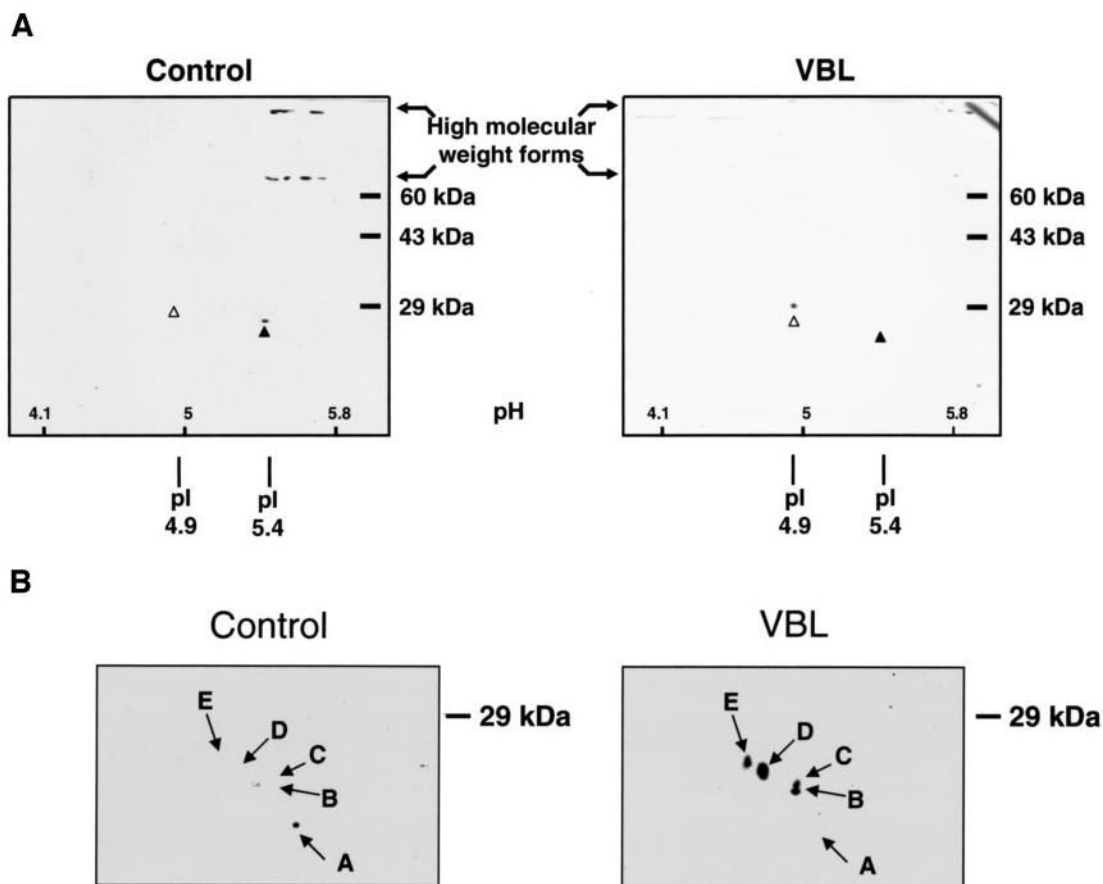 A
Control
VBL
High molecular
weight forms
60 kDa
43 kDa
29 kDa
60 kDa
43 kDa
29 kDa
4.1
5
5.8
pH
4.1
5
5.8
pI
4.9
pI
5.4
pI
4.9
pI
5.4
B
Control
VBL
E
D
C
B
A
29 kDa
E
D
C
B
A
29 kDa